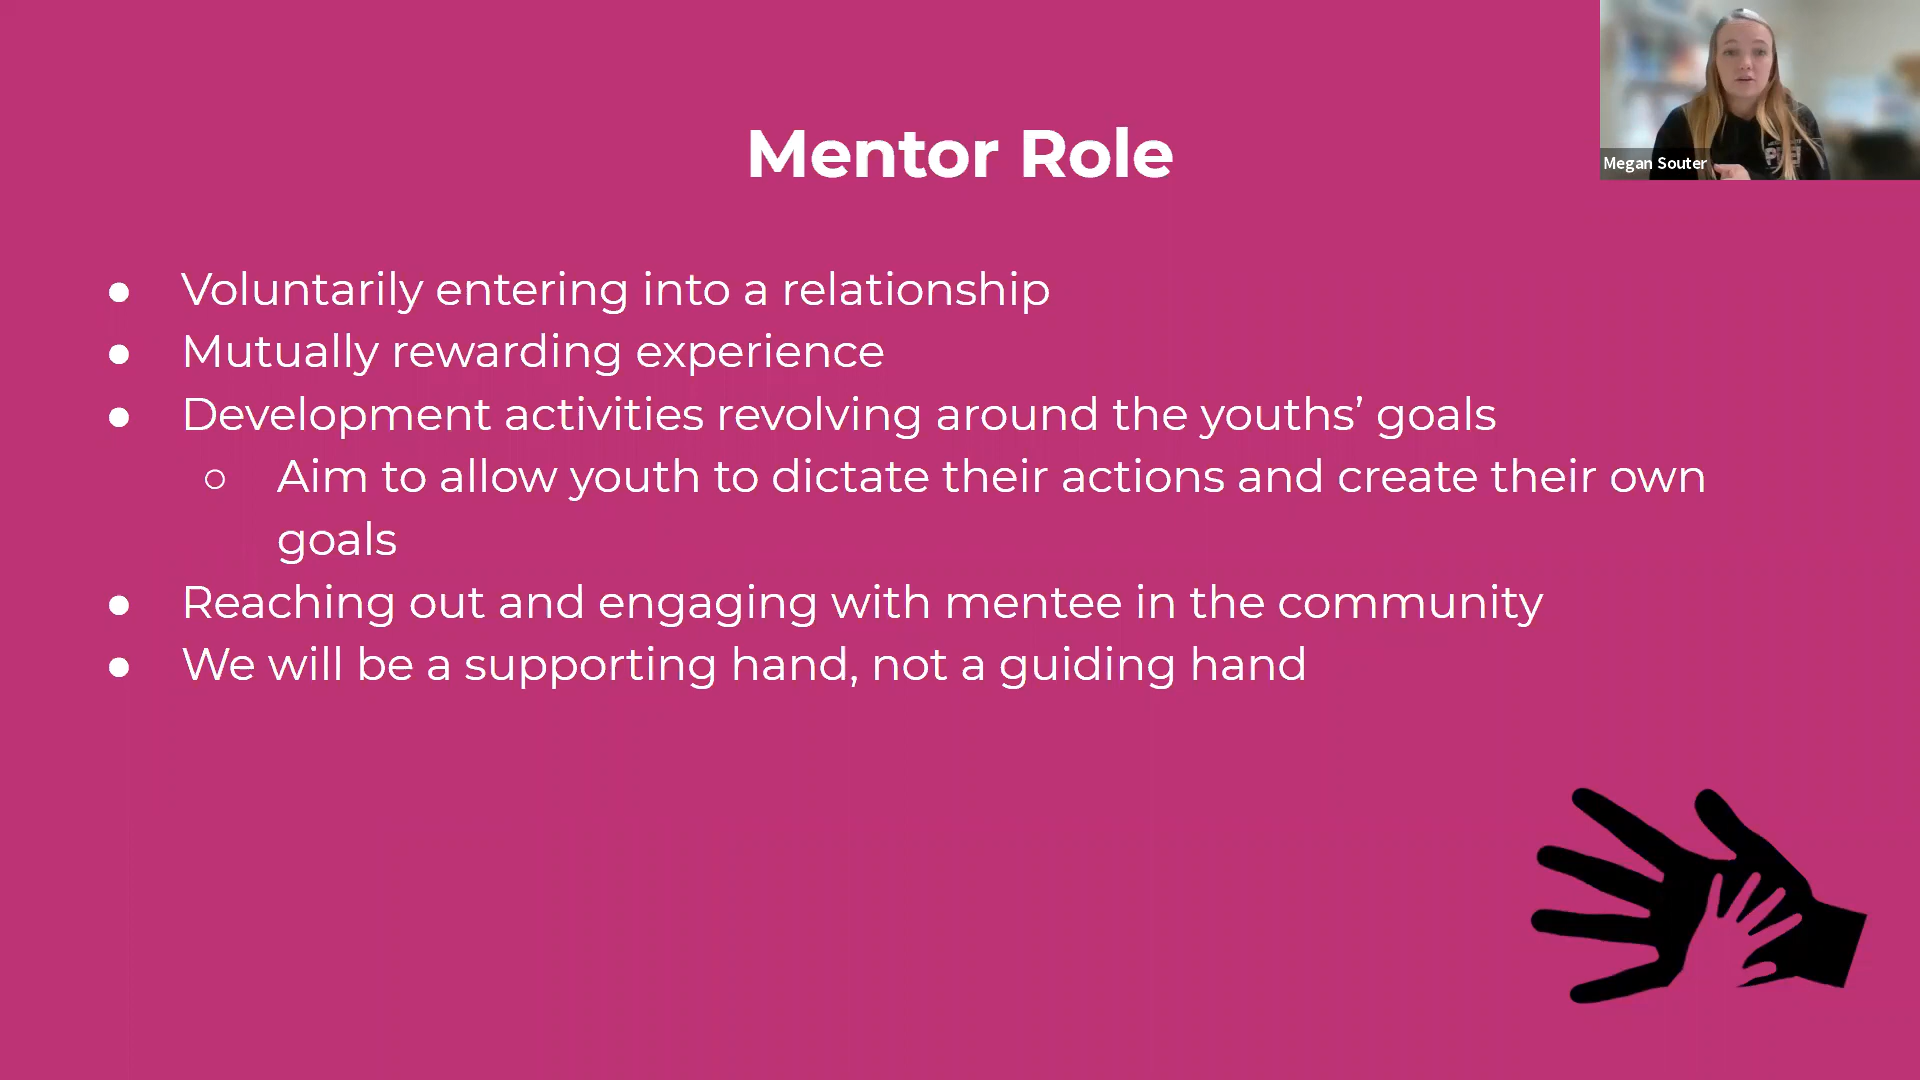 Mentor Role
Megan Souter
● Voluntarily entering into a relationship
● Mutually rewarding experience
● Development activities revolving around the youths’ goals
○ Aim to allow youth to dictate their actions and create their own
goals
● Reaching out and engaging with mentee in the community
● We will be a supporting hand, not a guiding hand